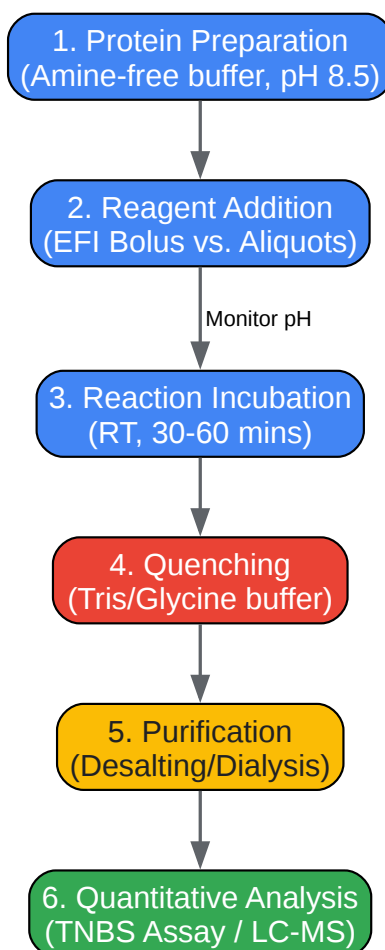 1. Protein Preparation
(Amine-free buffer, pH 8.5)
2. Reagent Addition
(EFI Bolus vs. Aliquots)
Monitor pH
3. Reaction Incubation
(RT, 30-60 mins)
4. Quenching
(Tris/Glycine buffer)
5. Purification
(Desalting/Dialysis)
6. Quantitative Analysis
(TNBS Assay / LC-MS)